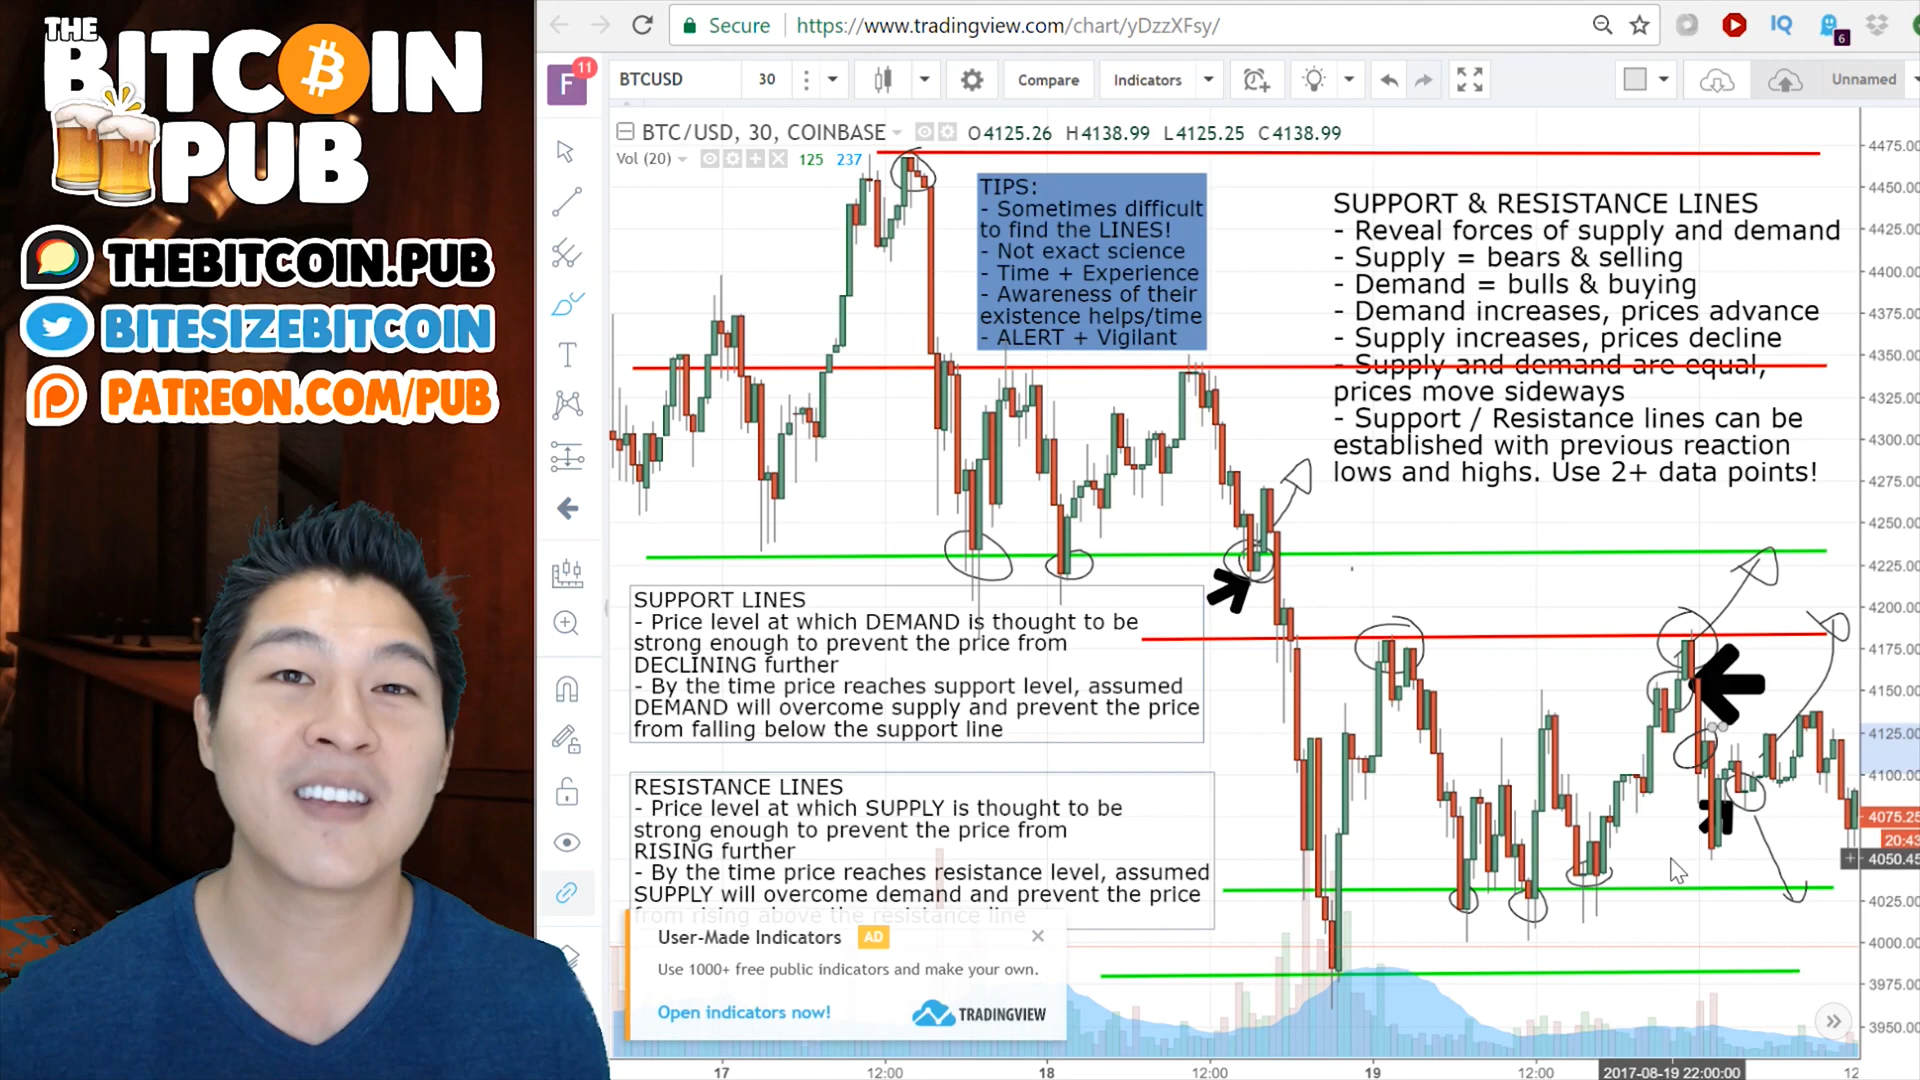 THE
BITCOIN
PUB
THEBITCOIN.PUB
BITESIZEBITCOIN
PATREON.COM/PUB
Secure
https://www.tradingview.com/chart/yDzzXFsy/
IQ
6
F
11
BTCUSD
30
Compare
Indicators
Unnamed
BTC/USD, 30, COINBASE
O4125.26 H4138.99 L4125.25 C4138.99
Vol (20)
125 237
TIPS:
- Sometimes difficult
to find the LINES!
- Not exact science
- Time + Experience
- Awareness of their
existence helps/time
- ALERT + Vigilant
SUPPORT & RESISTANCE LINES
- Reveal forces of supply and demand
- Supply = bears & selling
- Demand = bulls & buying
- Demand increases, prices advance
- Supply increases, prices decline
- Supply and demand are equal,
prices move sideways
- Support / Resistance lines can be
established with previous reaction
lows and highs. Use 2+ data points!
SUPPORT LINES
- Price level at which DEMAND is thought to be
strong enough to prevent the price from
DECLINING further
- By the time price reaches support level, assumed
DEMAND will overcome supply and prevent the price
from falling below the support line
RESISTANCE LINES
- Price level at which SUPPLY is thought to be
strong enough to prevent the price from
RISING further
- By the time price reaches resistance level, assumed
SUPPLY will overcome demand and prevent the price
from rising above the resistance line
User-Made Indicators AD
Use 1000+ free public indicators and make your own.
Open indicators now!
TRADINGVIEW
4475.00
4450.00
4425.00
4400.00
4375.00
4350.00
4325.00
4300.00
4275.00
4250.00
4225.00
4200.00
4175.00
4150.00
4125.00
4100.00
4075.25
20:43
4050.45
4025.00
4000.00
3975.00
3950.00
17
12:00
18
12:00
19
12:00
2017-08-19 22:00:00
12